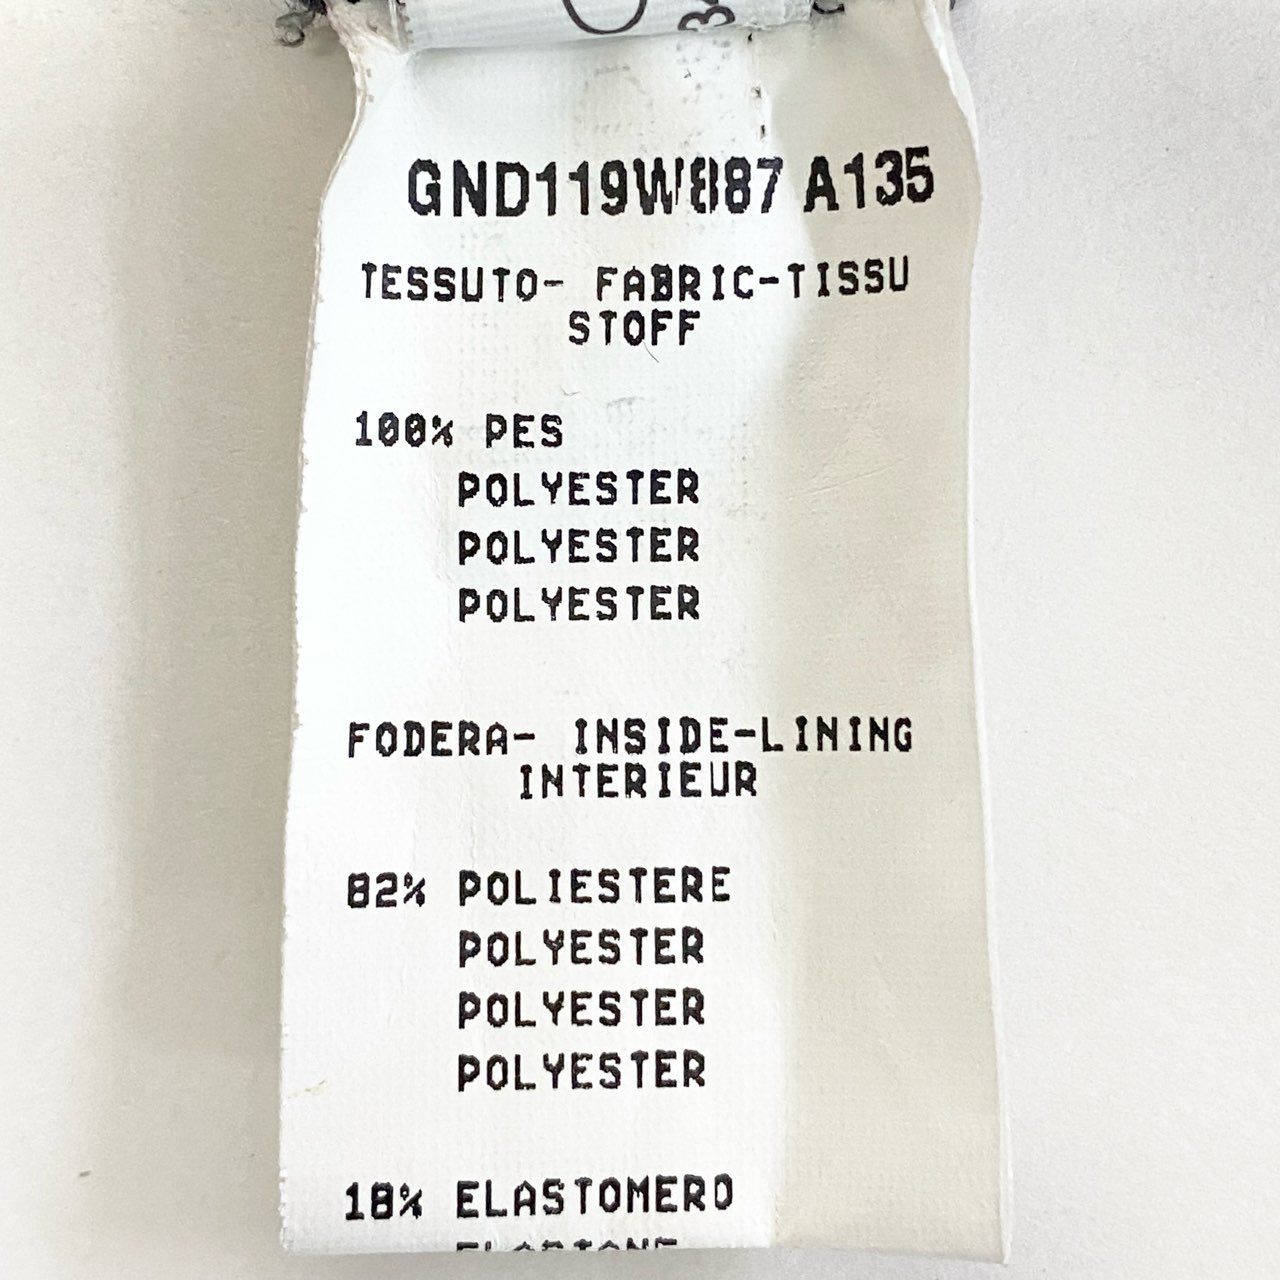 GND119W887 A135
TESSUTO- FABRIC-TISSU
STOFF
100% PES
POLYESTER
POLYESTER
POLYESTER
FODERA- INSIDE-LINING
INTERIEUR
82% POLIESTERE
POLYESTER
POLYESTER
POLYESTER
18% ELASTOMERO